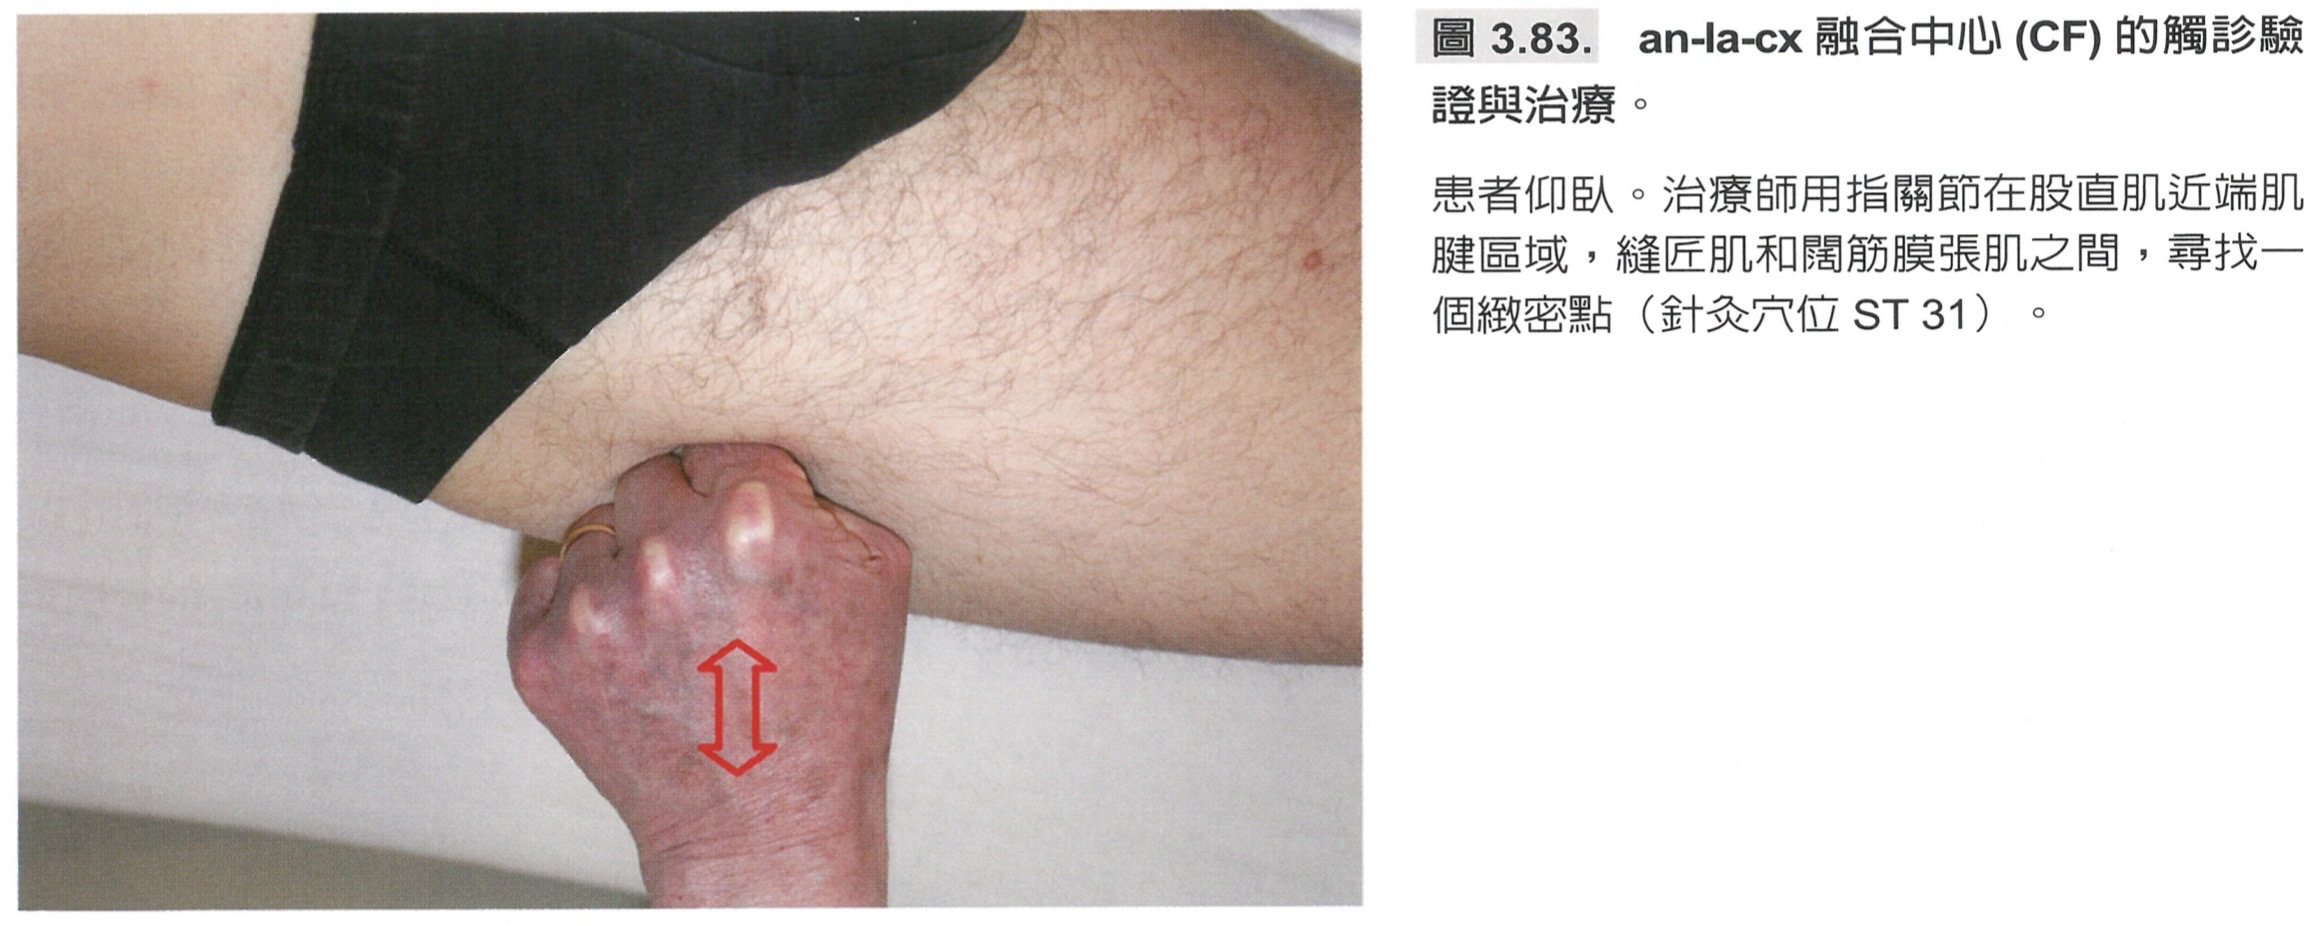 圖 3.83. an-la-cx 融合中心 (CF) 的觸診驗
證與治療。
患者仰臥。治療師用指關節在股直肌近端肌
腱區域，縫匠肌和闊筋膜張肌之間，尋找一
個緻密點（針灸穴位 ST 31）。